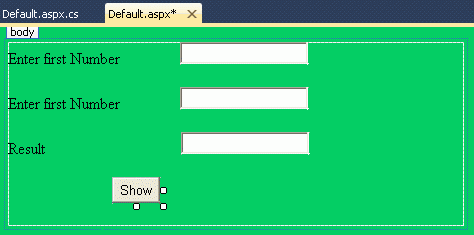 Default.aspx.cs Default.aspx*
body
Enter first Number
Enter first Number
Result
Show